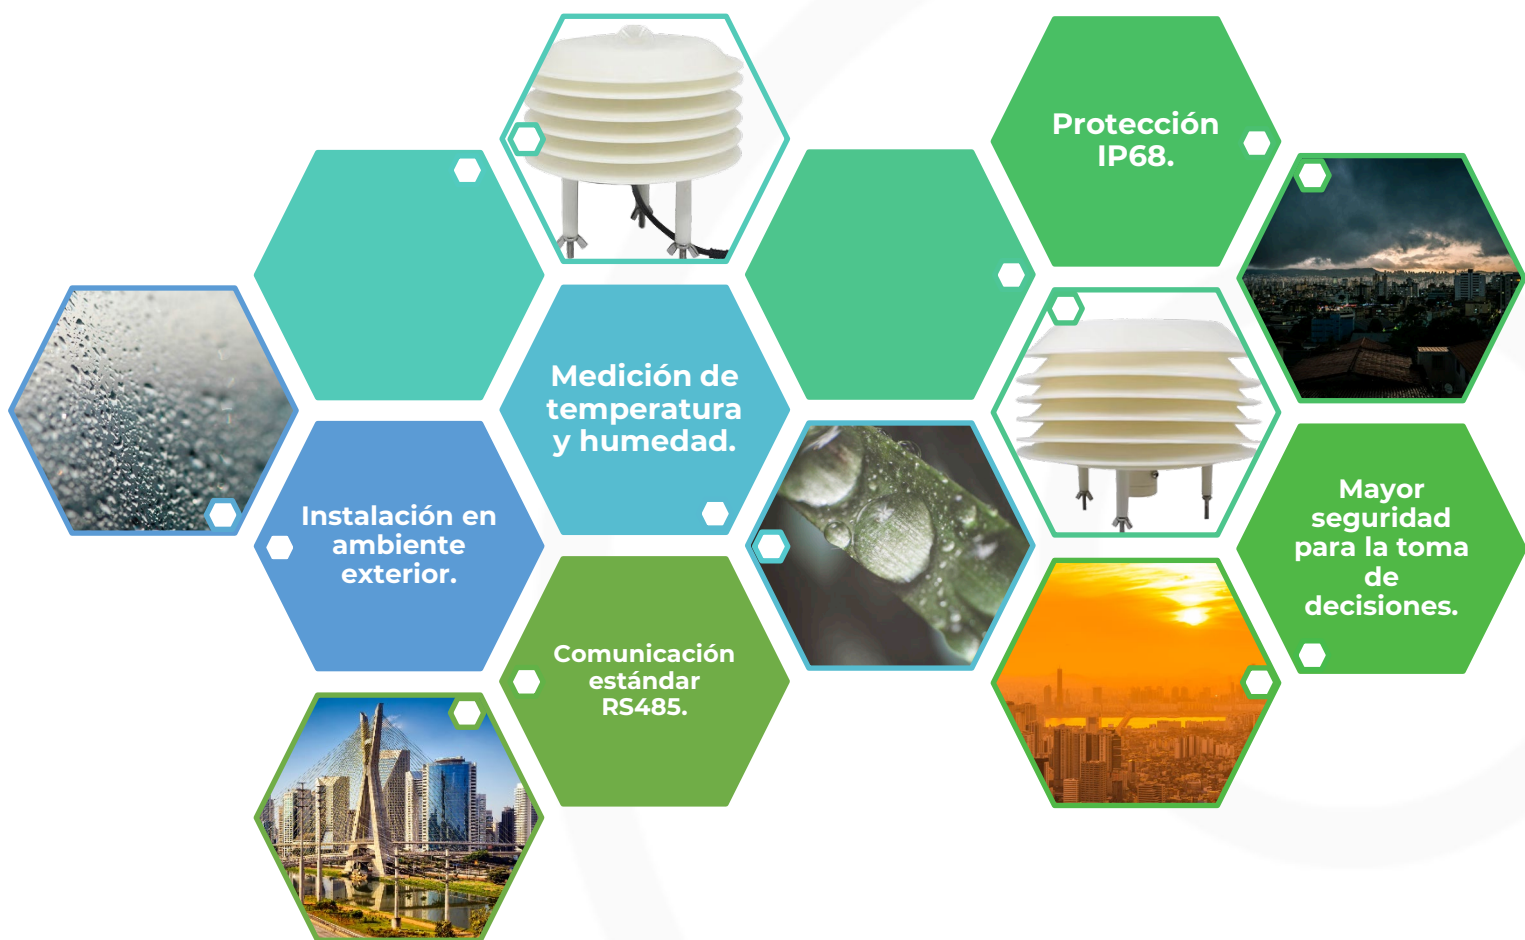 Protección
IP68.
Medición de
temperatura
y humedad.
Instalación en
ambiente
exterior.
Mayor
seguridad
para la toma
de
decisiones.
Comunicación
estándar
RS485.